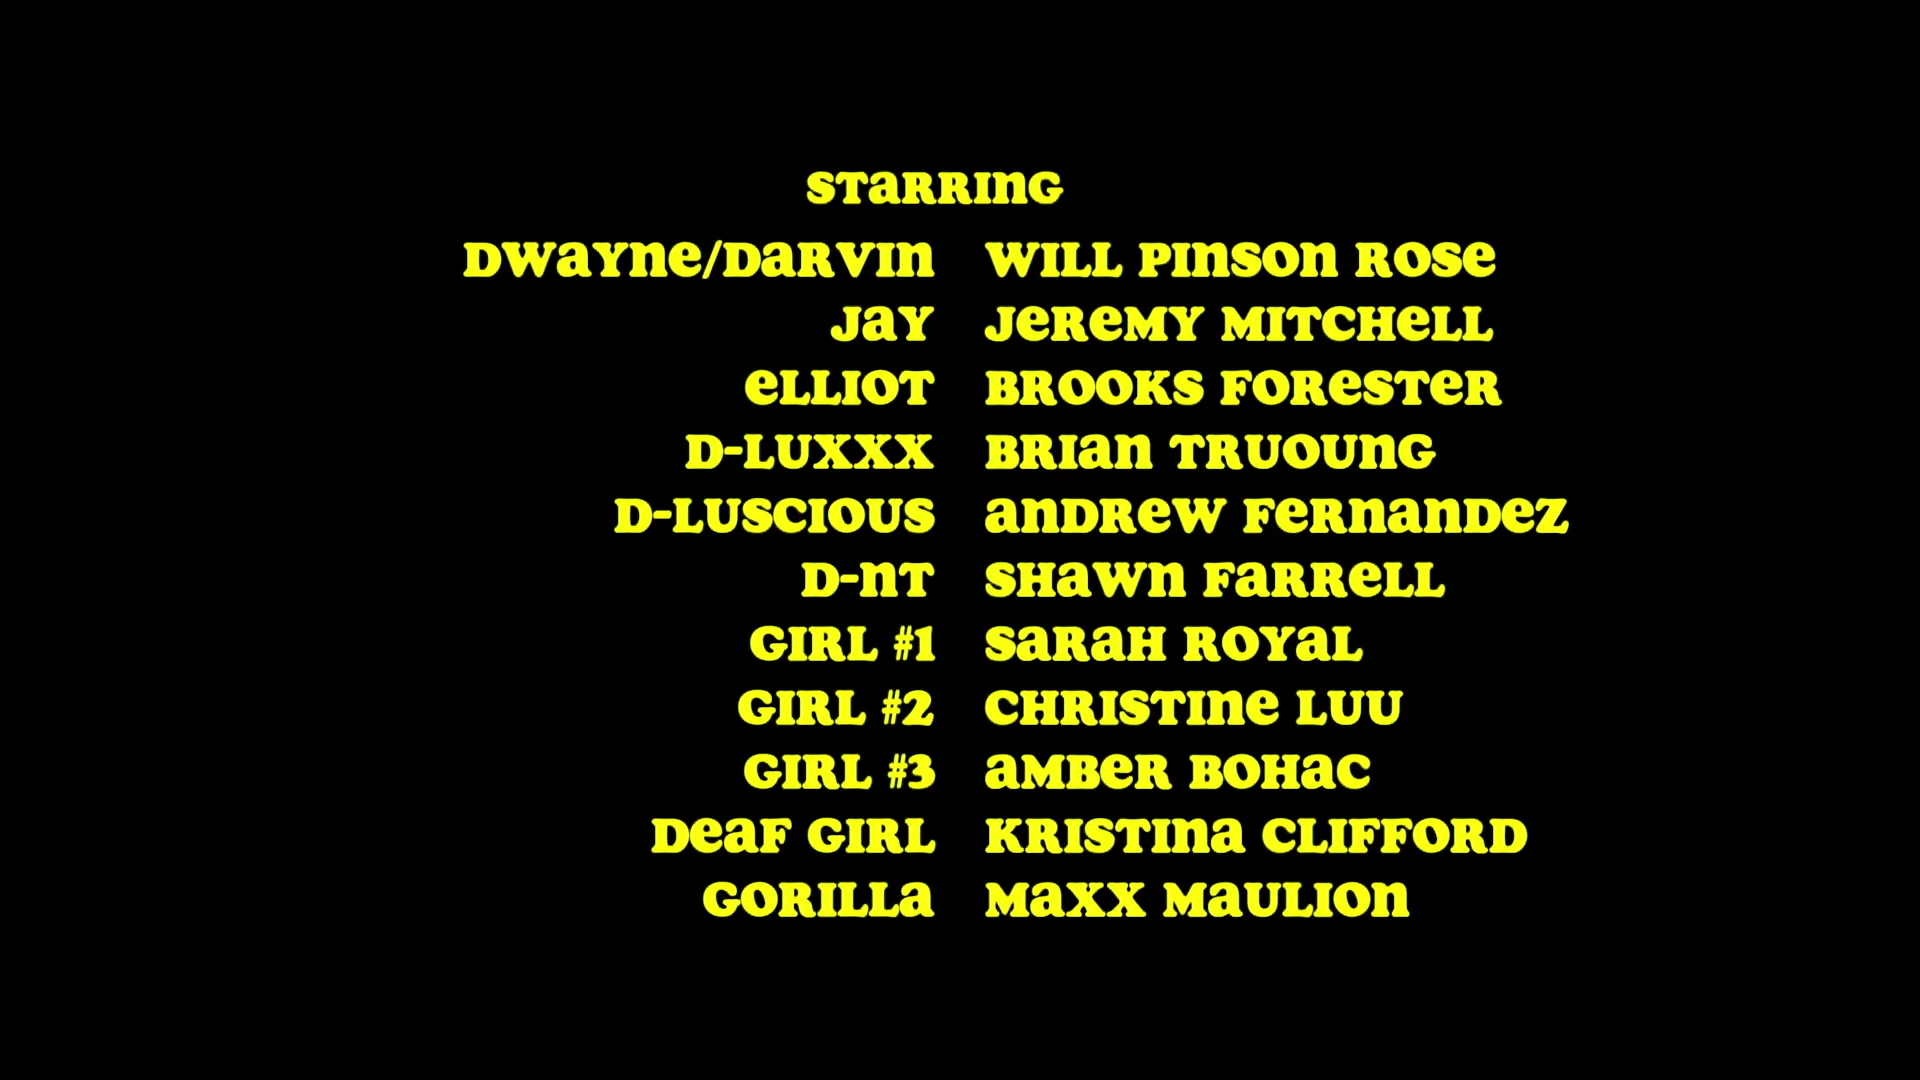 STARRING
DWAYNE/DARVIN WILL PINSON ROSE
JAY JEREMY MITCHELL
ELLIOT BROOKS FORESTER
D-LUXXX BRIAN TRUOUNG
D-LUSCIOUS ANDREW FERNANDEZ
D-NT SHAWN FARRELL
GIRL #1 SARAH ROYAL
GIRL #2 CHRISTINE LUU
GIRL #3 AMBER BOHAC
DEAF GIRL KRISTINA CLIFFORD
GORILLA MAXX MAULION